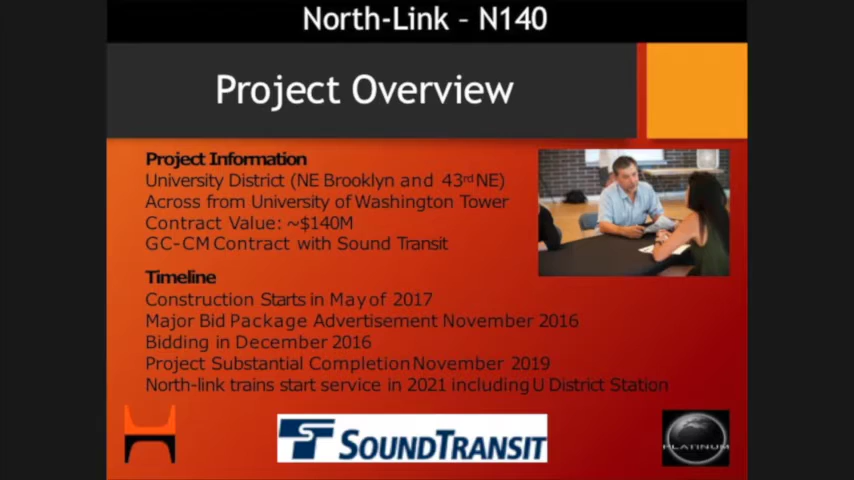 North-Link – N140
Project Overview
Project Information
University District (NE Brooklyn and 43rd NE)
Across from University of Washington Tower
Contract Value: ~$140M
GC-CM Contract with Sound Transit
Timeline
Construction Starts in May of 2017
Major Bid Package Advertisement November 2016
Bidding in December 2016
Project Substantial Completion November 2019
North-link trains start service in 2021 including U District Station
SOUNDTRANSIT
PLATINUM